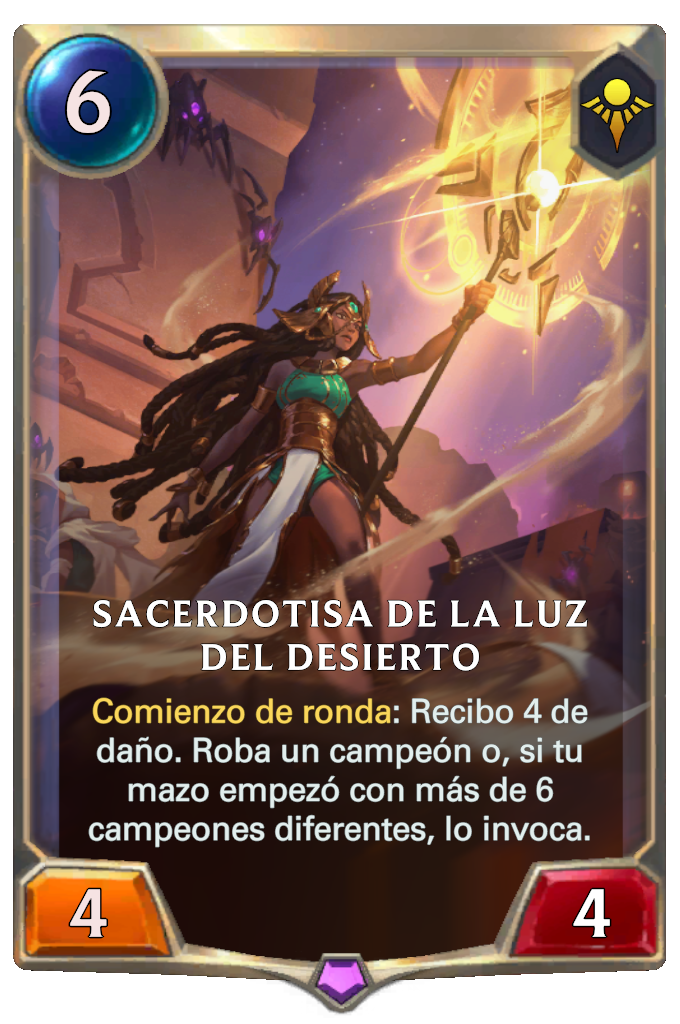 6
SACERDOTISA DE LA LUZ
DEL DESIERTO
Comienzo de ronda: Recibo 4 de
daño. Roba un campeón o, si tu
mazo empezó con más de 6
campeones diferentes, lo invoca.
4
4